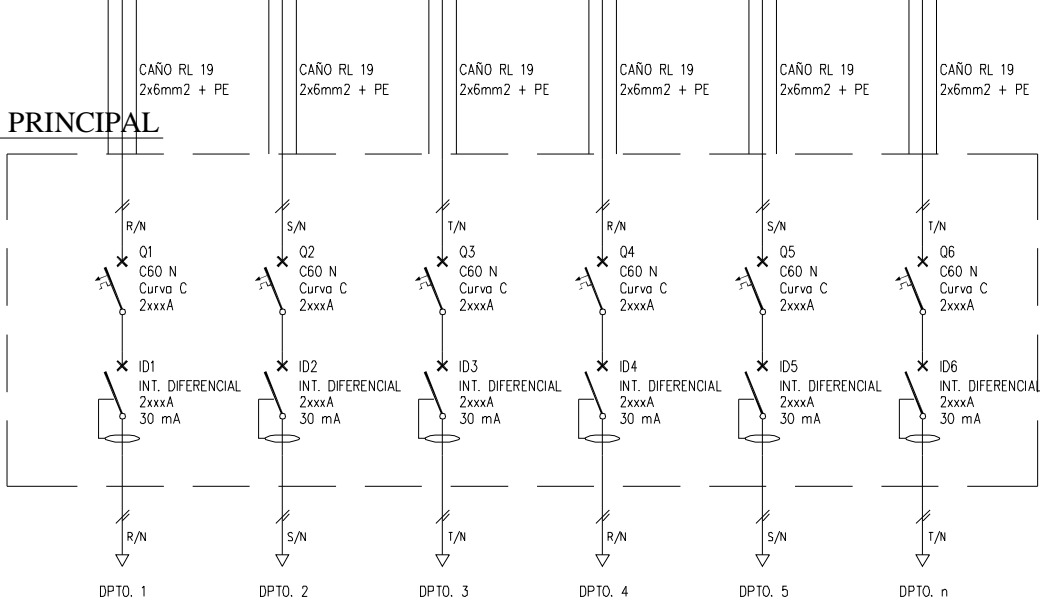 CAÑO RL 19
2x6mm2 + PE
CAÑO RL 19
2x6mm2 + PE
CAÑO RL 19
2x6mm2 + PE
CAÑO RL 19
2x6mm2 + PE
CAÑO RL 19
2x6mm2 + PE
CAÑO RL 19
2x6mm2 + PE
PRINCIPAL
R/N
S/N
T/N
R/N
S/N
T/N
Q1
C60 N
Curva C
2xxxA
Q2
C60 N
Curva C
2xxxA
Q3
C60 N
Curva C
2xxxA
Q4
C60 N
Curva C
2xxxA
Q5
C60 N
Curva C
2xxxA
Q6
C60 N
Curva C
2xxxA
ID1
INT. DIFERENCIAL
2xxxA
30 mA
ID2
INT. DIFERENCIAL
2xxxA
30 mA
ID3
INT. DIFERENCIAL
2xxxA
30 mA
ID4
INT. DIFERENCIAL
2xxxA
30 mA
ID5
INT. DIFERENCIAL
2xxxA
30 mA
ID6
INT. DIFERENCIAL
2xxxA
30 mA
R/N
S/N
T/N
R/N
S/N
T/N
DPTO. 1
DPTO. 2
DPTO. 3
DPTO. 4
DPTO. 5
DPTO. n